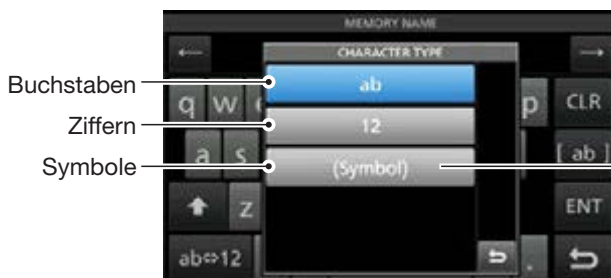 MEMORY NAME
← →
CHARACTER TYPE
Buchstaben ab
q w p CLR
Ziffern 12
a s [ ab ]
Symbole (Symbol)
z ENT
ab⇔12 .